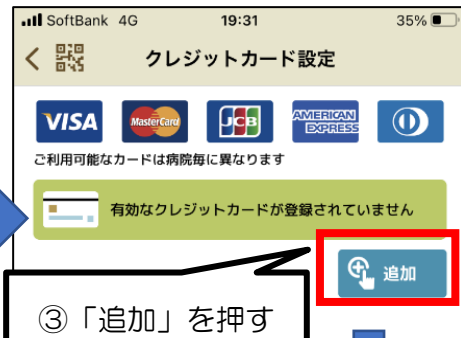 SoftBank 4G 19:31 35%
クレジットカード設定
VISA MasterCard JCB AMERICAN EXPRESS
ご利用可能なカードは病院毎に異なります
有効なクレジットカードが登録されていません
追加
③「追加」を押す